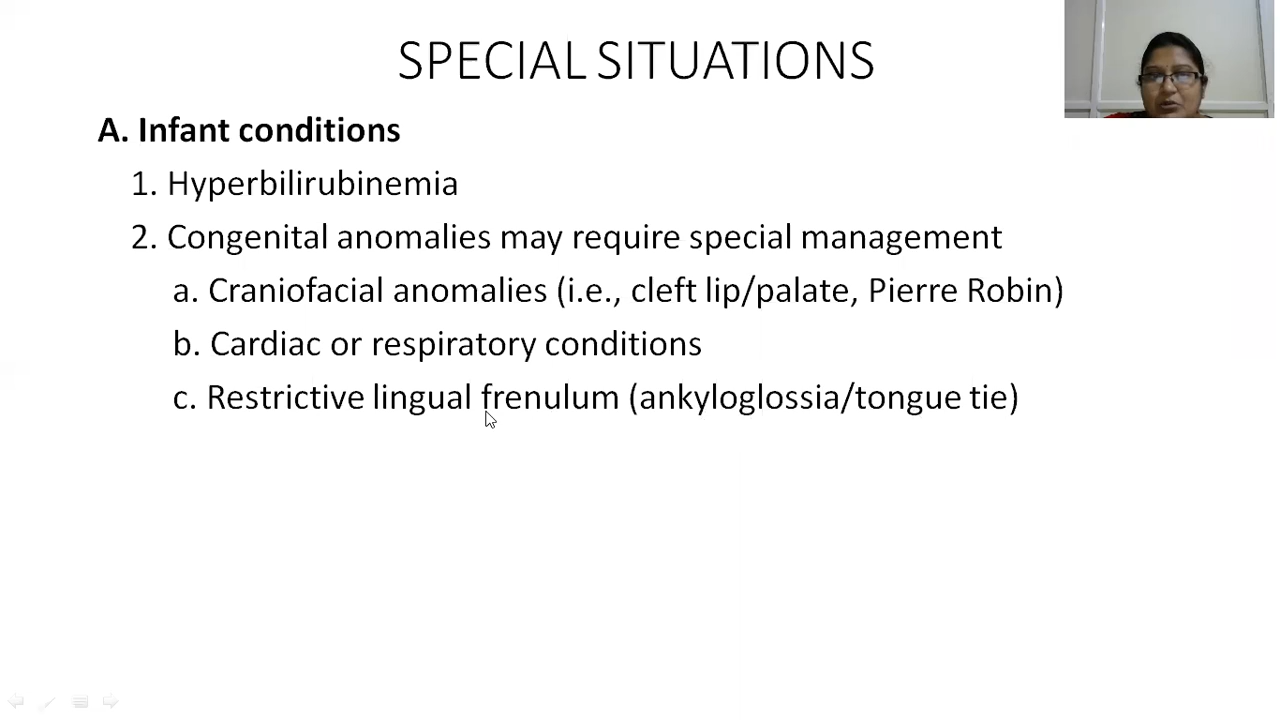 SPECIAL SITUATIONS
A. Infant conditions
1. Hyperbilirubinemia
2. Congenital anomalies may require special management
a. Craniofacial anomalies (i.e., cleft lip/palate, Pierre Robin)
b. Cardiac or respiratory conditions
c. Restrictive lingual frenulum (ankyloglossia/tongue tie)